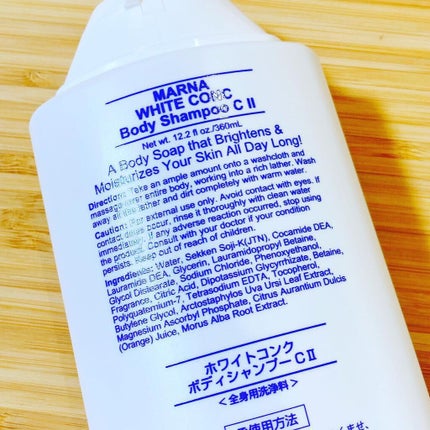 MARNA
WHITE CONC
Body Shampoo C II
Net wt. 12.2 fl oz./360mL
A Body Soap that Brightens &
Moisturizes Your Skin All Day Long!
Directions: Take an ample amount onto a washcloth and
massage over entire body, working into a rich lather. Wash
away all the lather and dirt completely with warm water.
Caution: For external use only. Avoid contact with eyes. If
contact does occur, rinse it thoroughly with clean water
immediately. If any adverse reaction occurred, stop using
the product. Consult with your doctor if your condition
persists. Keep out of reach of children.
Ingredients: Water, Sekken Soji-K(JTN), Cocamide DEA,
Lauramide DEA, Glycerin, Lauramidopropyl Betaine,
Glycol Distearate, Sodium Chloride, Phenoxyethanol,
Fragrance, Citric Acid, Dipotassium Glycyrrhizate, Betaine,
Polyquaternium-7, Tetrasodium EDTA, Tocopherol,
Butylene Glycol, Arctostaphylos Uva Ursi Leaf Extract,
Magnesium Ascorbyl Phosphate, Citrus Aurantium Dulcis
(Orange) Juice, Morus Alba Root Extract.
ホワイトコンク
ボディシャンプーCⅡ
<全身用洗浄料>
使用方法